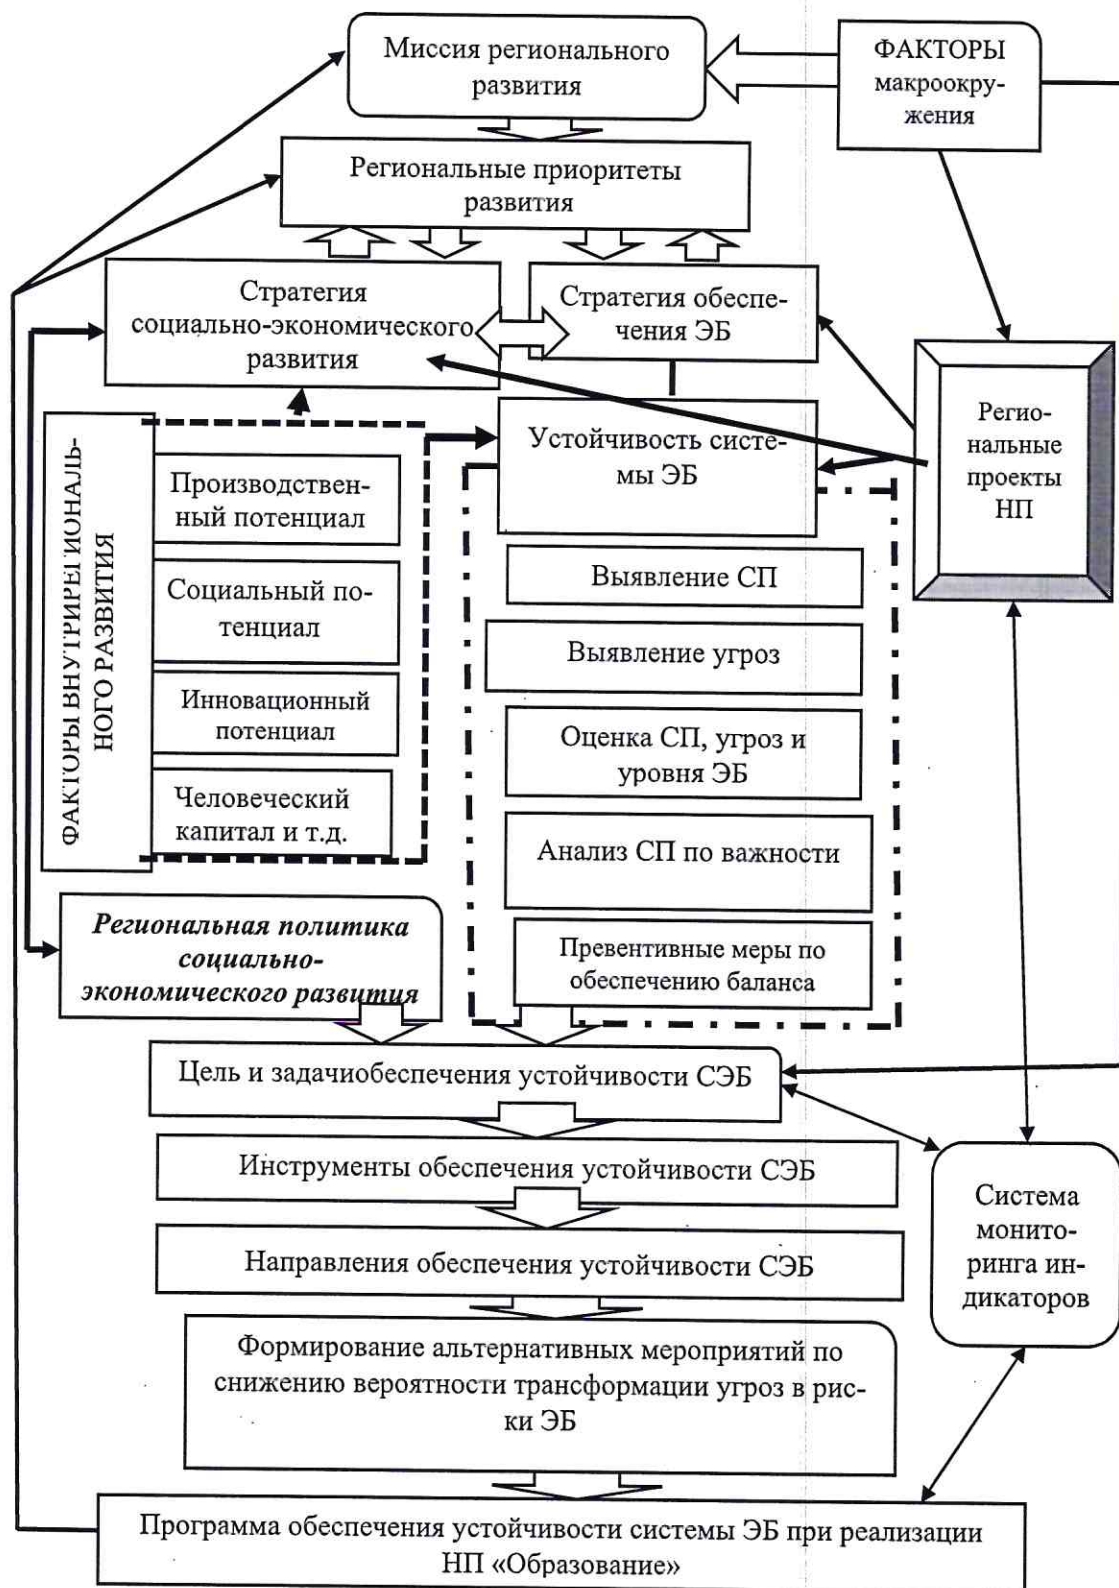 Миссия регионального
развития
ФАКТОРЫ
макроокру-
жения
Региональные приоритеты
развития
Стратегия
социально-экономического
развития
Стратегия обеспе-
чения ЭБ
Регио-
нальные
проекты
НП
ФАКТОРЫ ВНУТРИРЕГИОНАЛЬ-
НОГО РАЗВИТИЯ
Производствен-
ный потенциал
Социальный по-
тенциал
Инновационный
потенциал
Человеческий
капитал и т.д.
Устойчивость систе-
мы ЭБ
Выявление СП
Выявление угроз
Оценка СП, угроз и
уровня ЭБ
Анализ СП по важности
Превентивные меры по
обеспечению баланса
Региональная политика
социально-
экономического развития
Цель и задачиобеспечения устойчивости СЭБ
Инструменты обеспечения устойчивости СЭБ
Направления обеспечения устойчивости СЭБ
Система
монито-
ринга ин-
дикаторов
Формирование альтернативных мероприятий по
снижению вероятности трансформации угроз в рис-
ки ЭБ
Программа обеспечения устойчивости системы ЭБ при реализации
НП «Образование»